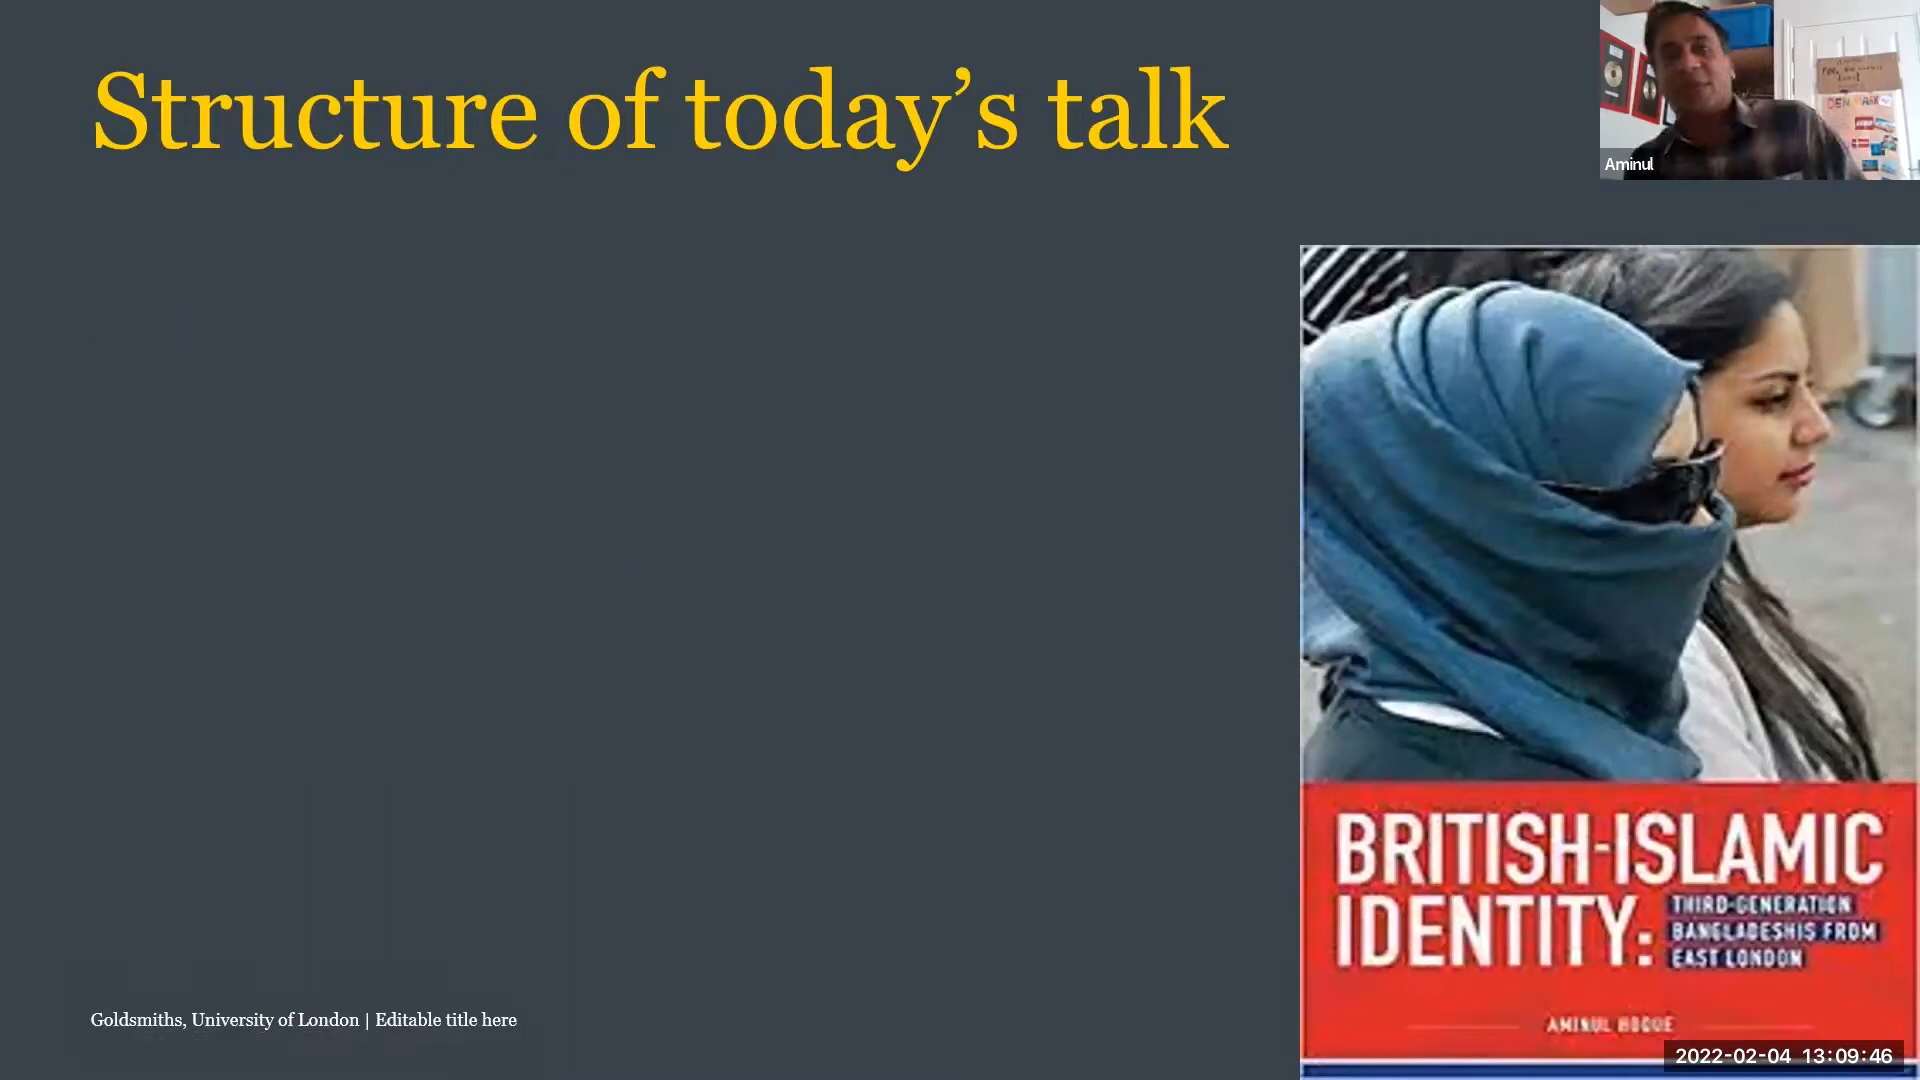 Structure of today’s talk
Aminul
DENMARK
BRITISH-ISLAMIC
IDENTITY:
THIRD-GENERATION
BANGLADESHIS FROM
EAST LONDON
AMINUL HOQUE
Goldsmiths, University of London | Editable title here
2022-02-04 13:09:46